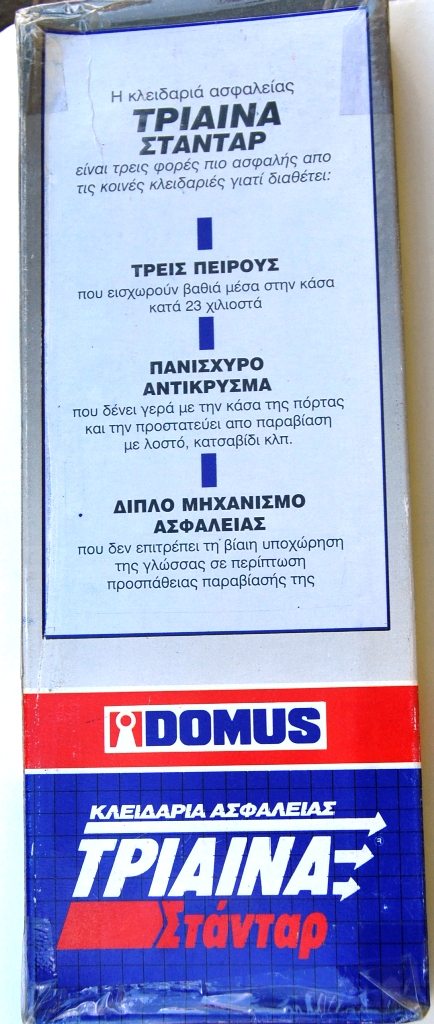 Η κλειδαριά ασφαλείας
ΤΡΙΑΙΝΑ
ΣΤΑΝΤΑΡ
είναι τρεις φορές πιο ασφαλής απο
τις κοινές κλειδαριές γιατί διαθέτει:
ΤΡΕΙΣ ΠΕΙΡΟΥΣ
που εισχωρούν βαθιά μέσα στην κάσα
κατά 23 χιλιοστά
ΠΑΝΙΣΧΥΡΟ
ΑΝΤΙΚΡΥΣΜΑ
που δένει γερά με την κάσα της πόρτας
και την προστατεύει απο παραβίαση
με λοστό, κατσαβίδι κλπ.
ΔΙΠΛΟ ΜΗΧΑΝΙΣΜΟ
ΑΣΦΑΛΕΙΑΣ
που δεν επιτρέπει τη βίαιη υποχώρηση
της γλώσσας σε περίπτωση
προσπάθειας παραβίασής της
DOMUS
ΚΛΕΙΔΑΡΙΑ ΑΣΦΑΛΕΙΑΣ
ΤΡΙΑΙΝΑ ®
Στάνταρ